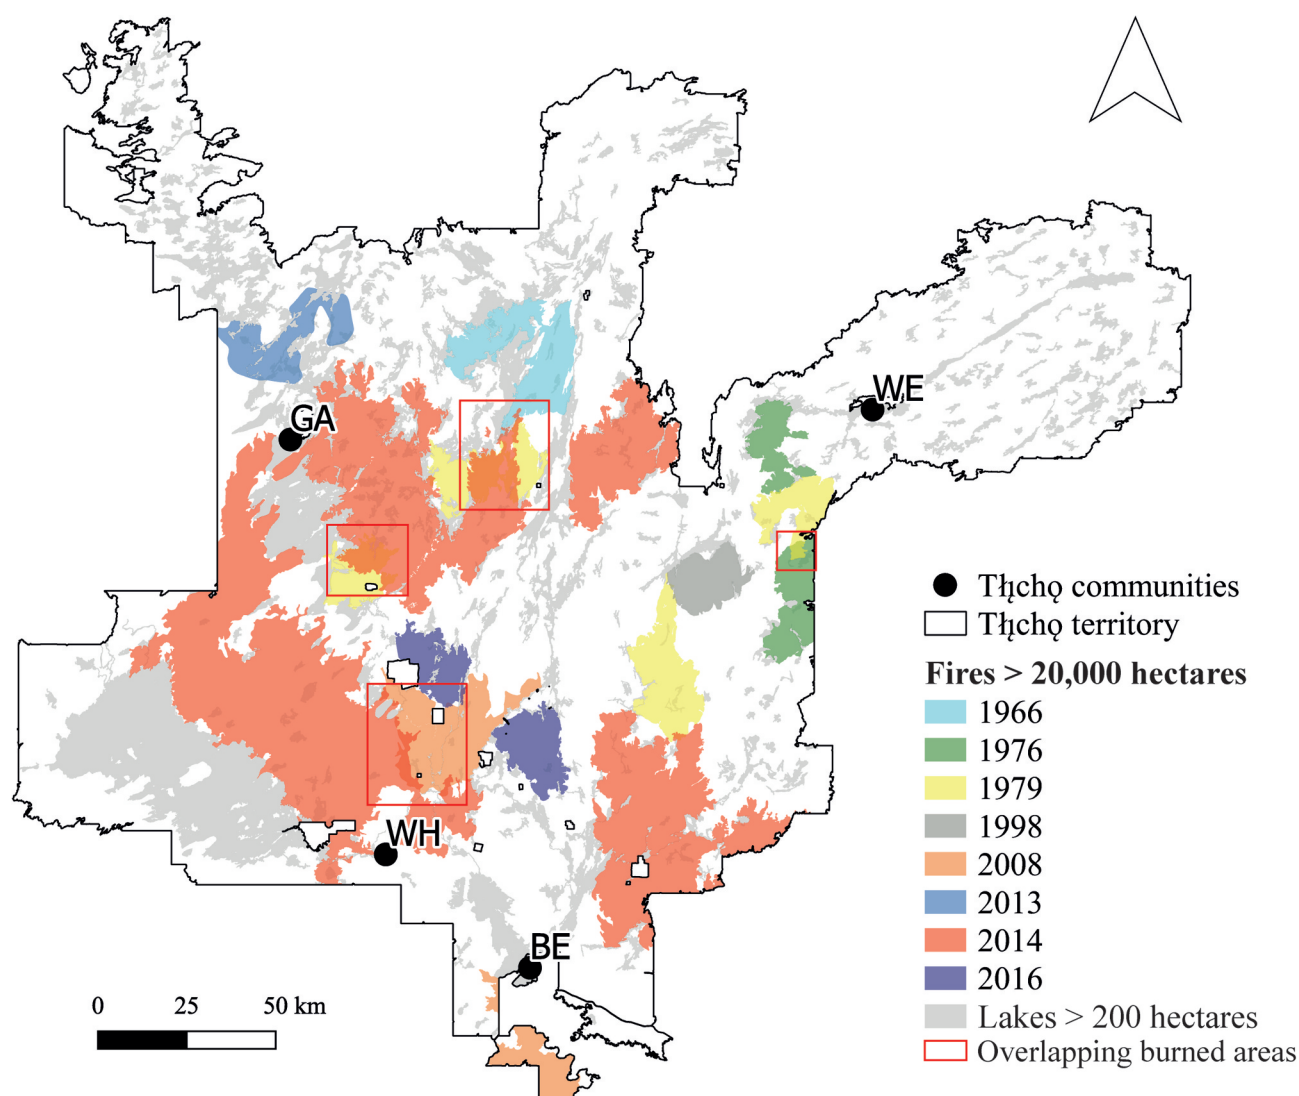 GA
WE
WH
BE
0 25 50 km
Tłı̨chǫ communities
Tłı̨chǫ territory
Fires > 20,000 hectares
1966
1976
1979
1998
2008
2013
2014
2016
Lakes > 200 hectares
Overlapping burned areas